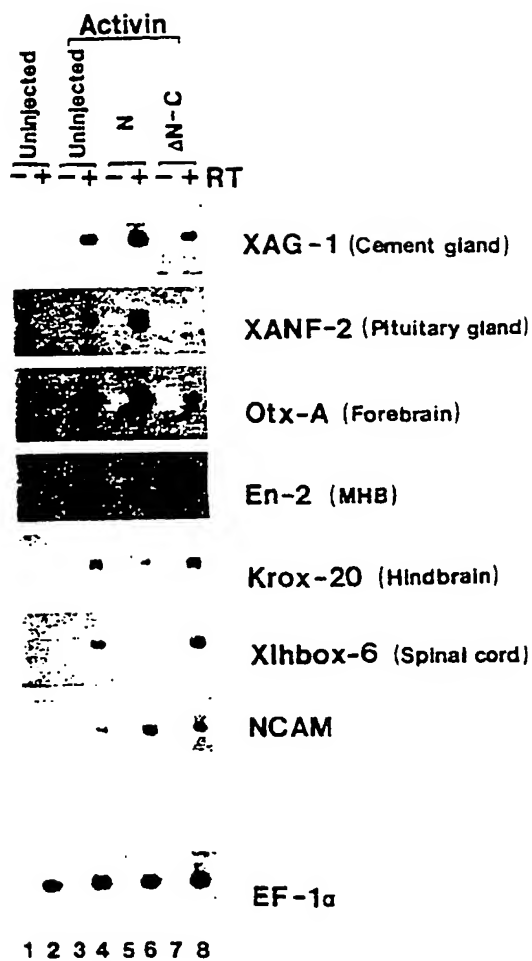 Activin
Uninjected
Uninjected
N
ΔN-C
- + - + - + - + RT
XAG-1 (Cement gland)
XANF-2 (Pituitary gland)
Otx-A (Forebrain)
En-2 (MHB)
Krox-20 (Hindbrain)
Xlhbox-6 (Spinal cord)
NCAM
EF-1α
1 2 3 4 5 6 7 8